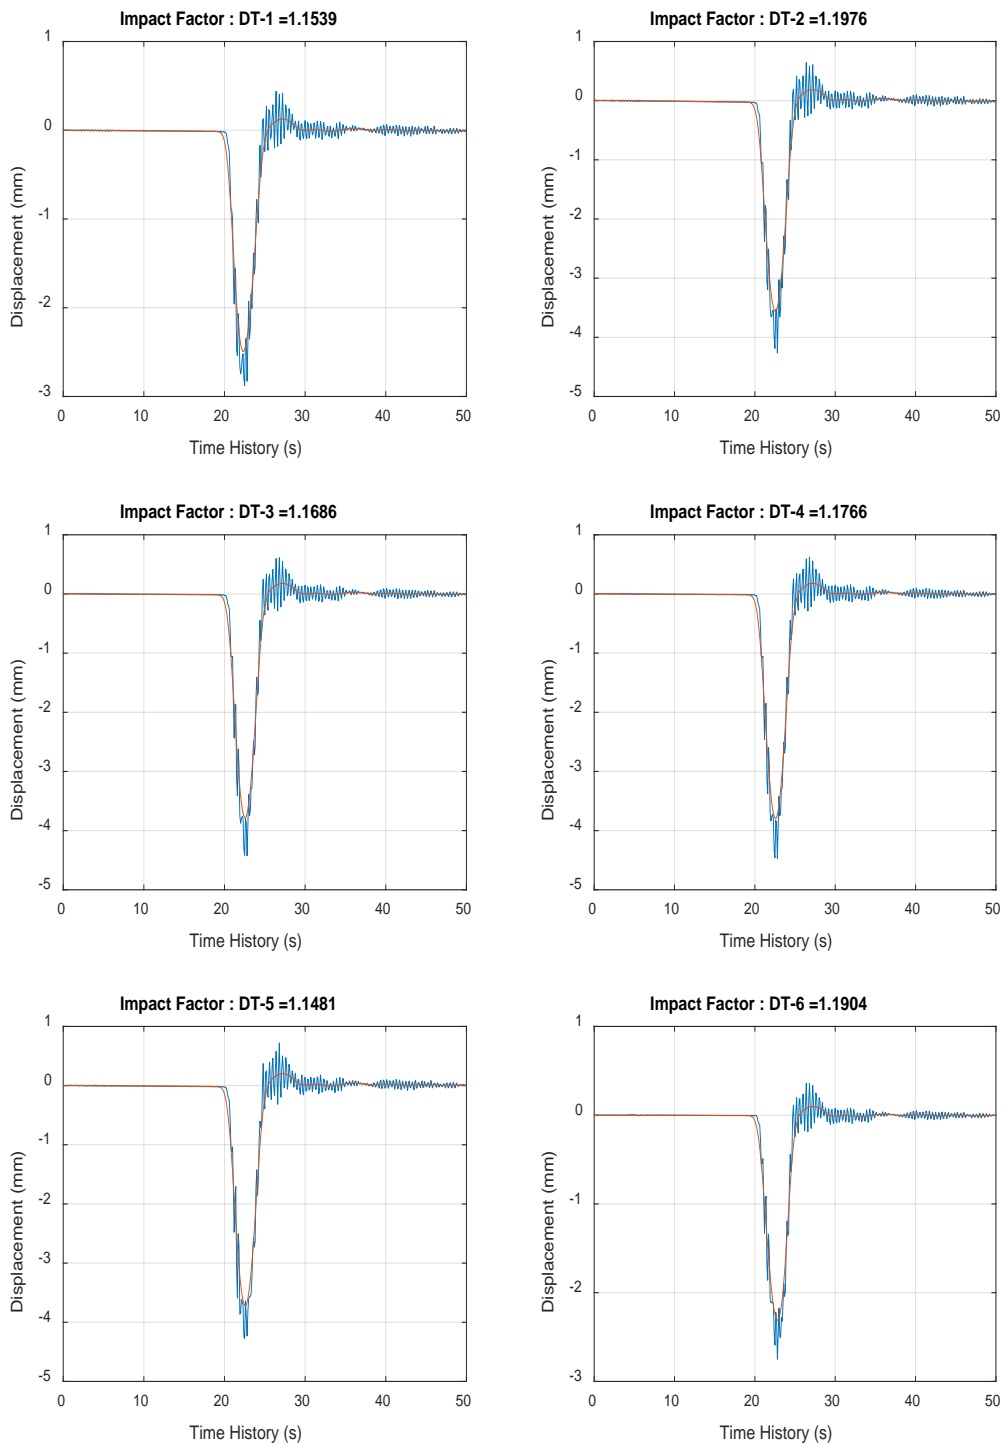 Impact Factor : DT-1 =1.1539
1
0
-1
-2
-3
Displacement (mm)
0 10 20 30 40 50
Time History (s)
Impact Factor : DT-2 =1.1976
1
0
-1
-2
-3
-4
-5
Displacement (mm)
0 10 20 30 40 50
Time History (s)
Impact Factor : DT-3 =1.1686
1
0
-1
-2
-3
-4
-5
Displacement (mm)
0 10 20 30 40 50
Time History (s)
Impact Factor : DT-4 =1.1766
1
0
-1
-2
-3
-4
-5
Displacement (mm)
0 10 20 30 40 50
Time History (s)
Impact Factor : DT-5 =1.1481
1
0
-1
-2
-3
-4
-5
Displacement (mm)
0 10 20 30 40 50
Time History (s)
Impact Factor : DT-6 =1.1904
1
0
-1
-2
-3
Displacement (mm)
0 10 20 30 40 50
Time History (s)